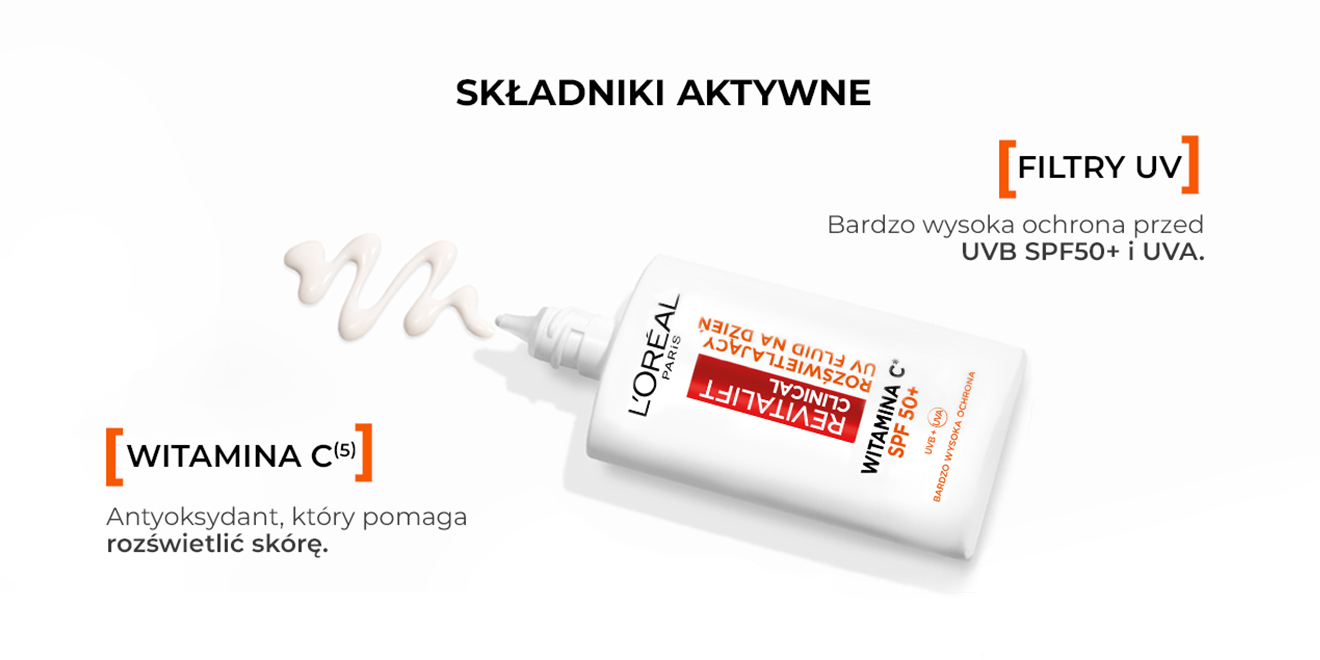 SKŁADNIKI AKTYWNE
[FILTRY UV]
Bardzo wysoka ochrona przed
UVB SPF50+ i UVA.
L'ORÉAL
PARIS
REVITALIFT
CLINICAL
ROZŚWIETLAJĄCY
UV FLUID NA DZIEŃ
WITAMINA C*
SPF 50+
UVB + UVA
BARDZO WYSOKA OCHRONA
[WITAMINA C(5)]
Antyoksydant, który pomaga
rozświetlić skórę.